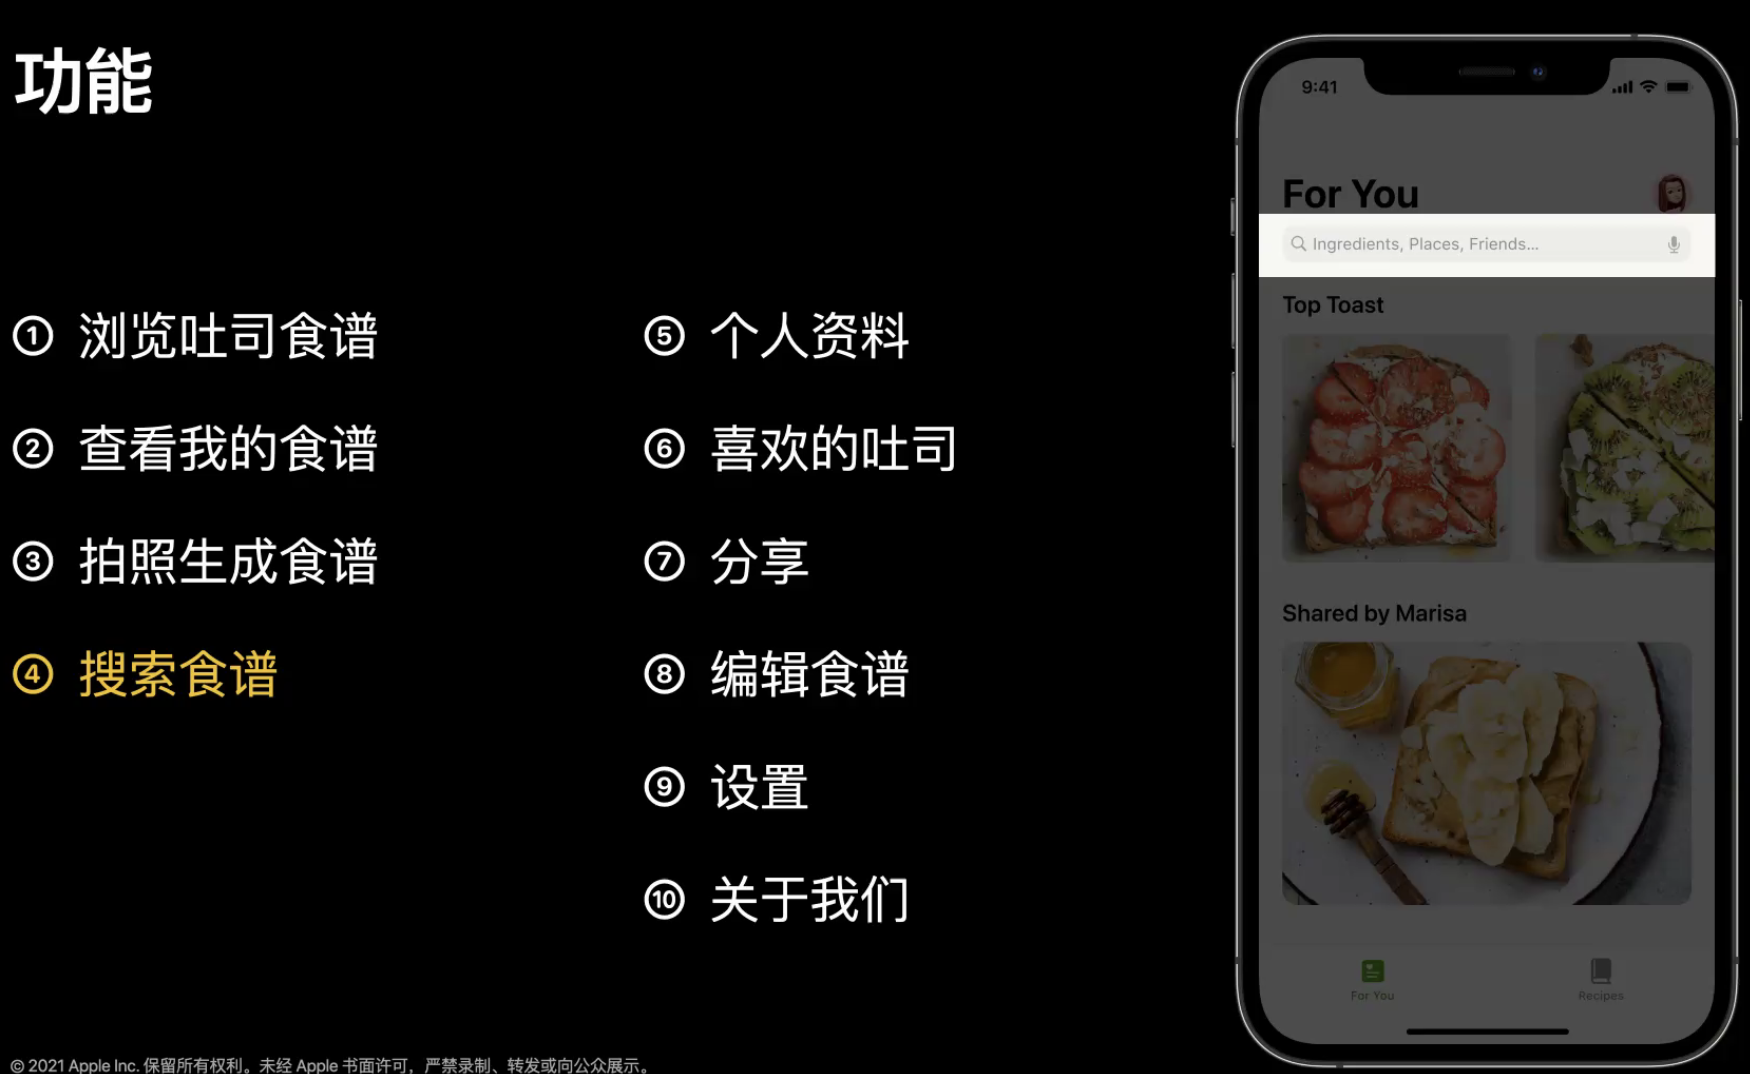 功能
① 浏览吐司食谱
② 查看我的食谱
③ 拍照生成食谱
④ 搜索食谱
⑤ 个人资料
⑥ 喜欢的吐司
⑦ 分享
⑧ 编辑食谱
⑨ 设置
⑩ 关于我们
9:41
For You
Ingredients, Places, Friends...
Top Toast
Shared by Marisa
For You
Recipes
© 2021 Apple Inc. 保留所有权利。未经 Apple 书面许可，严禁录制、转发或向公众展示。